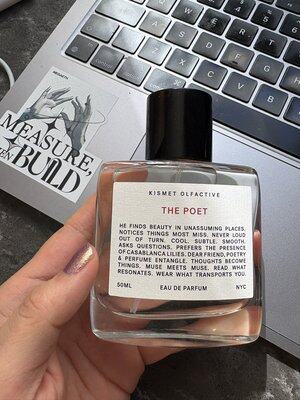 MEASURE,
BUILD
KISMET OLFACTIVE
THE POET
HE FINDS BEAUTY IN UNASSUMING PLACES.
NOTICES THINGS MOST MISS. NEVER LOUD
OUT OF TURN. COOL. SUBTLE. SMOOTH.
ASKS QUESTIONS. PREFERS THE PRESENCE
OF CASABLANCA LILIES. DEAR FRIEND, POETRY
& PERFUME ENTANGLE. THOUGHTS BECOME
THINGS. MUSE MEETS MUSE. READ WHAT
RESONATES. WEAR WHAT TRANSPORTS YOU.
50ML EAU DE PARFUM NYC